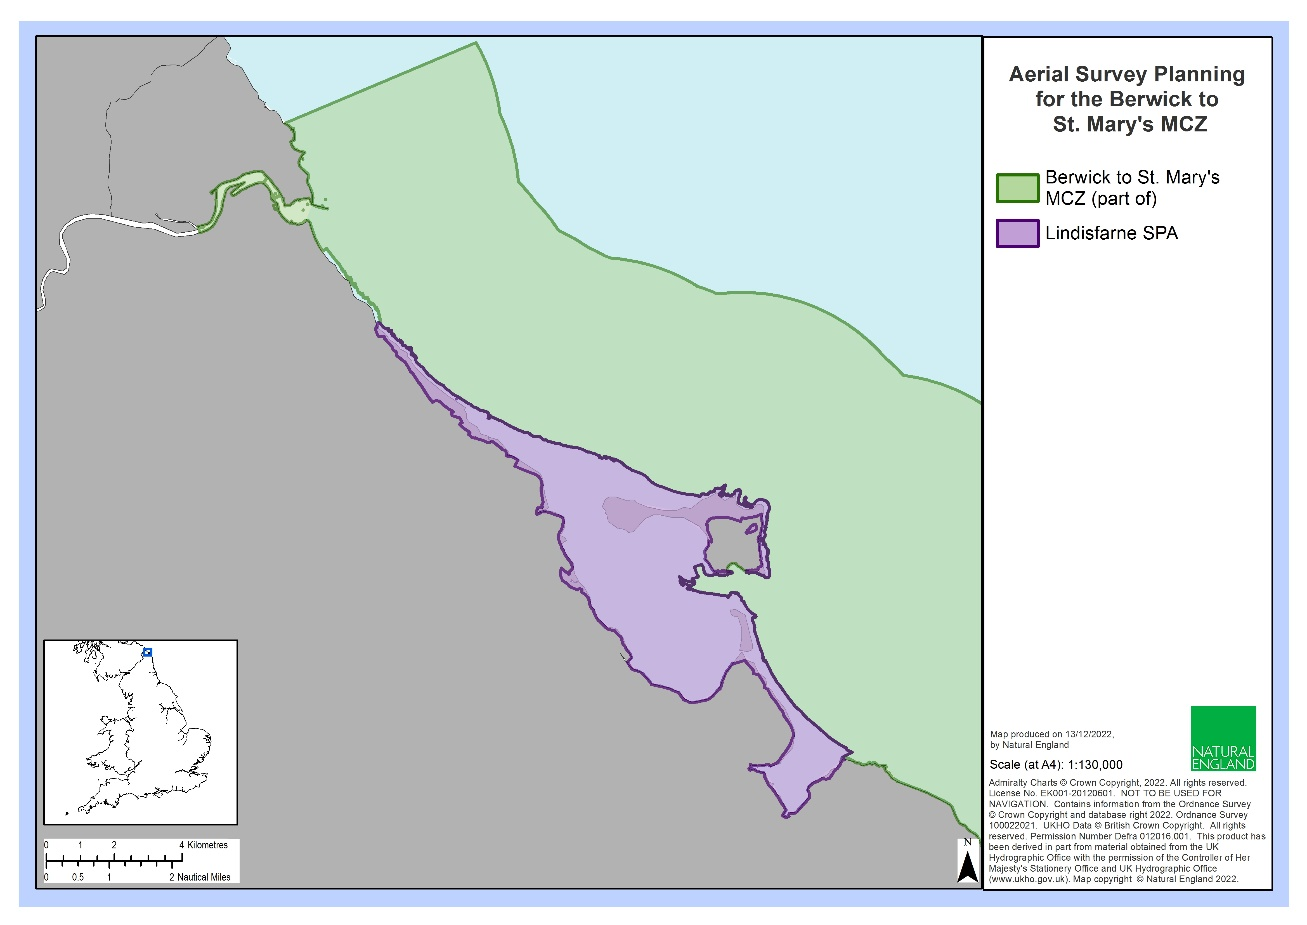 Aerial Survey Planning
for the Berwick to
St. Mary's MCZ
Berwick to St. Mary's
MCZ (part of)
Lindisfarne SPA
Map produced on 13/12/2022,
by Natural England
NATURAL
ENGLAND
Scale (at A4): 1:130,000
Admiralty Charts © Crown Copyright, 2022. All rights reserved.
License No. EK001-20120601. NOT TO BE USED FOR
NAVIGATION. Contains information from the Ordnance Survey
© Crown Copyright and database right 2022. Ordnance Survey
100022021. UKHO Data © British Crown Copyright. All rights
reserved. Permission Number Defra 012016.001. This product has
been derived in part from material obtained from the UK
Hydrographic Office with the permission of the Controller of Her
Majesty's Stationery Office and UK Hydrographic Office
(www.ukho.gov.uk). Map copyright © Natural England 2022.
0 1 2 4 Kilometres
0 0.5 1 2 Nautical Miles
N